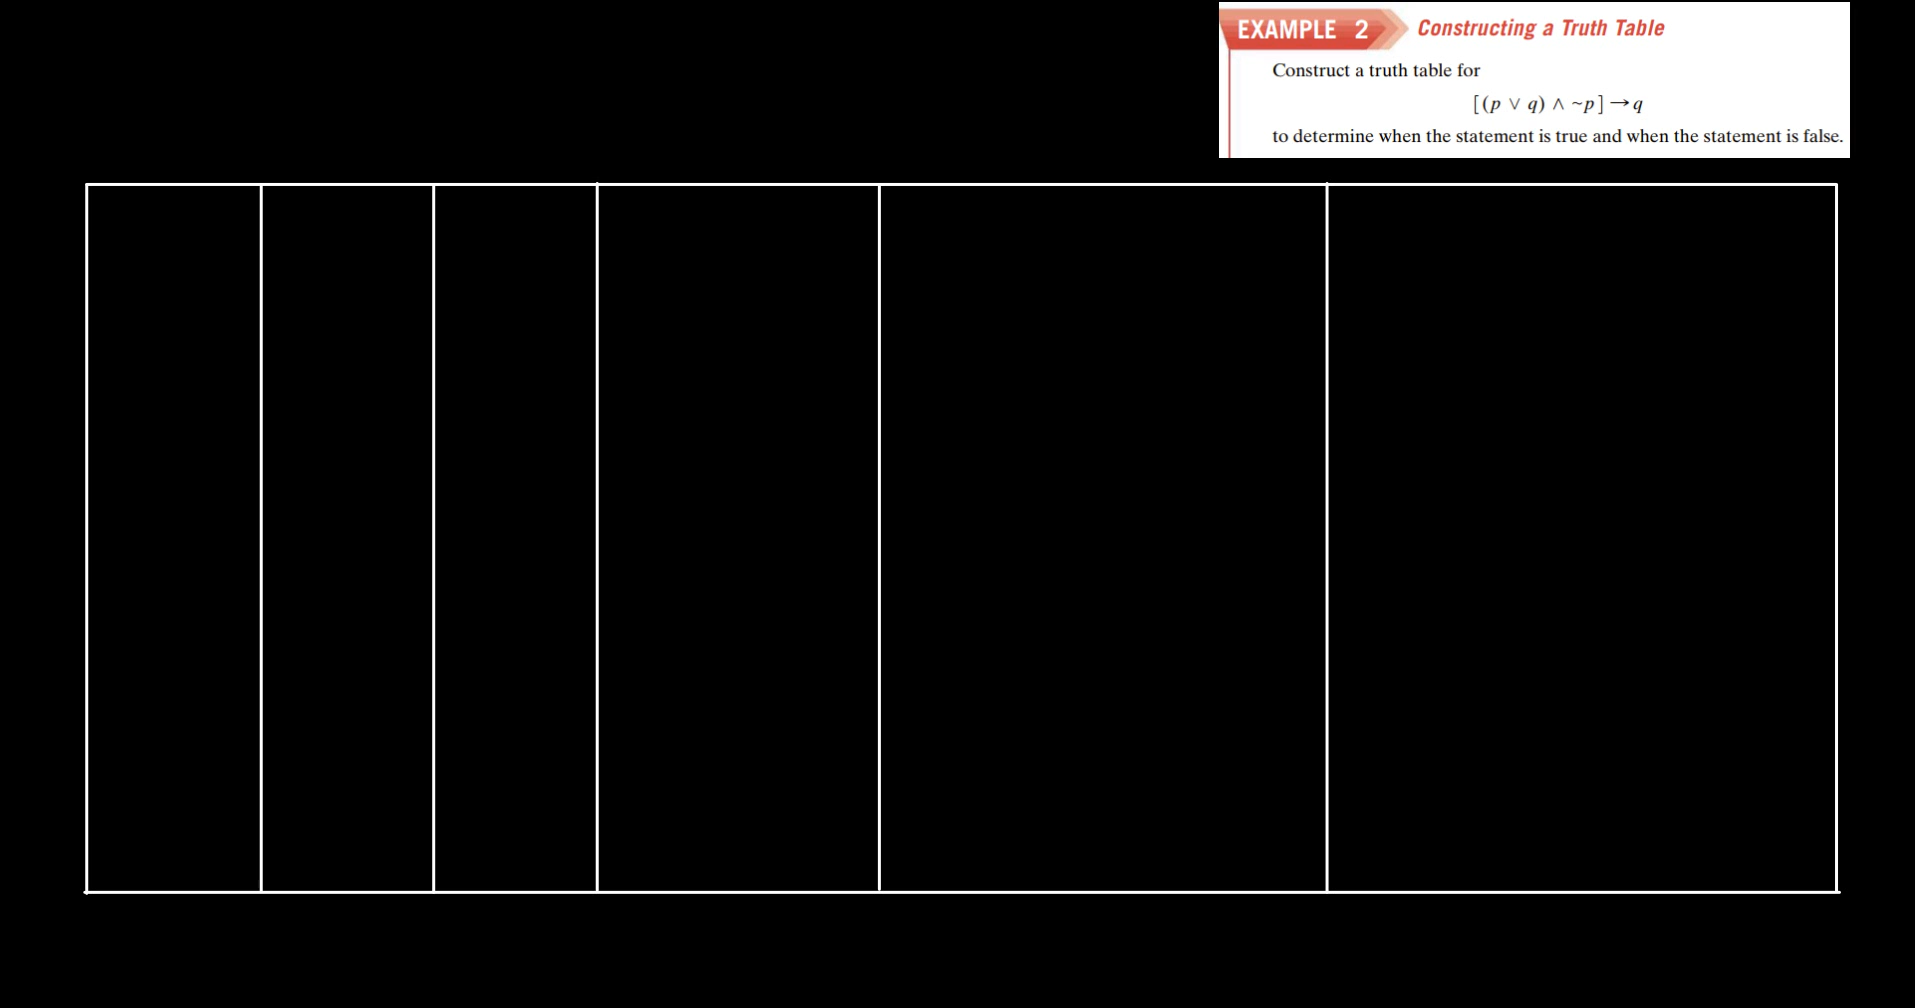 EXAMPLE 2 Constructing a Truth Table
Construct a truth table for
[(p ∨ q) ∧ ~p] → q
to determine when the statement is true and when the statement is false.